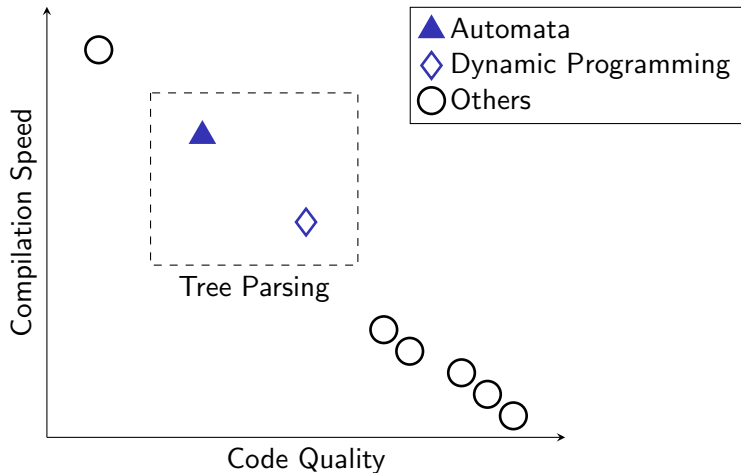 Automata
Dynamic Programming
Others
Compilation Speed
Tree Parsing
Code Quality